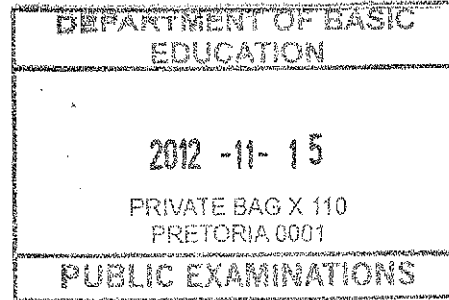 DEPARTMENT OF BASIC
EDUCATION
2012 -11- 15
PRIVATE BAG X 110
PRETORIA 0001
PUBLIC EXAMINATIONS